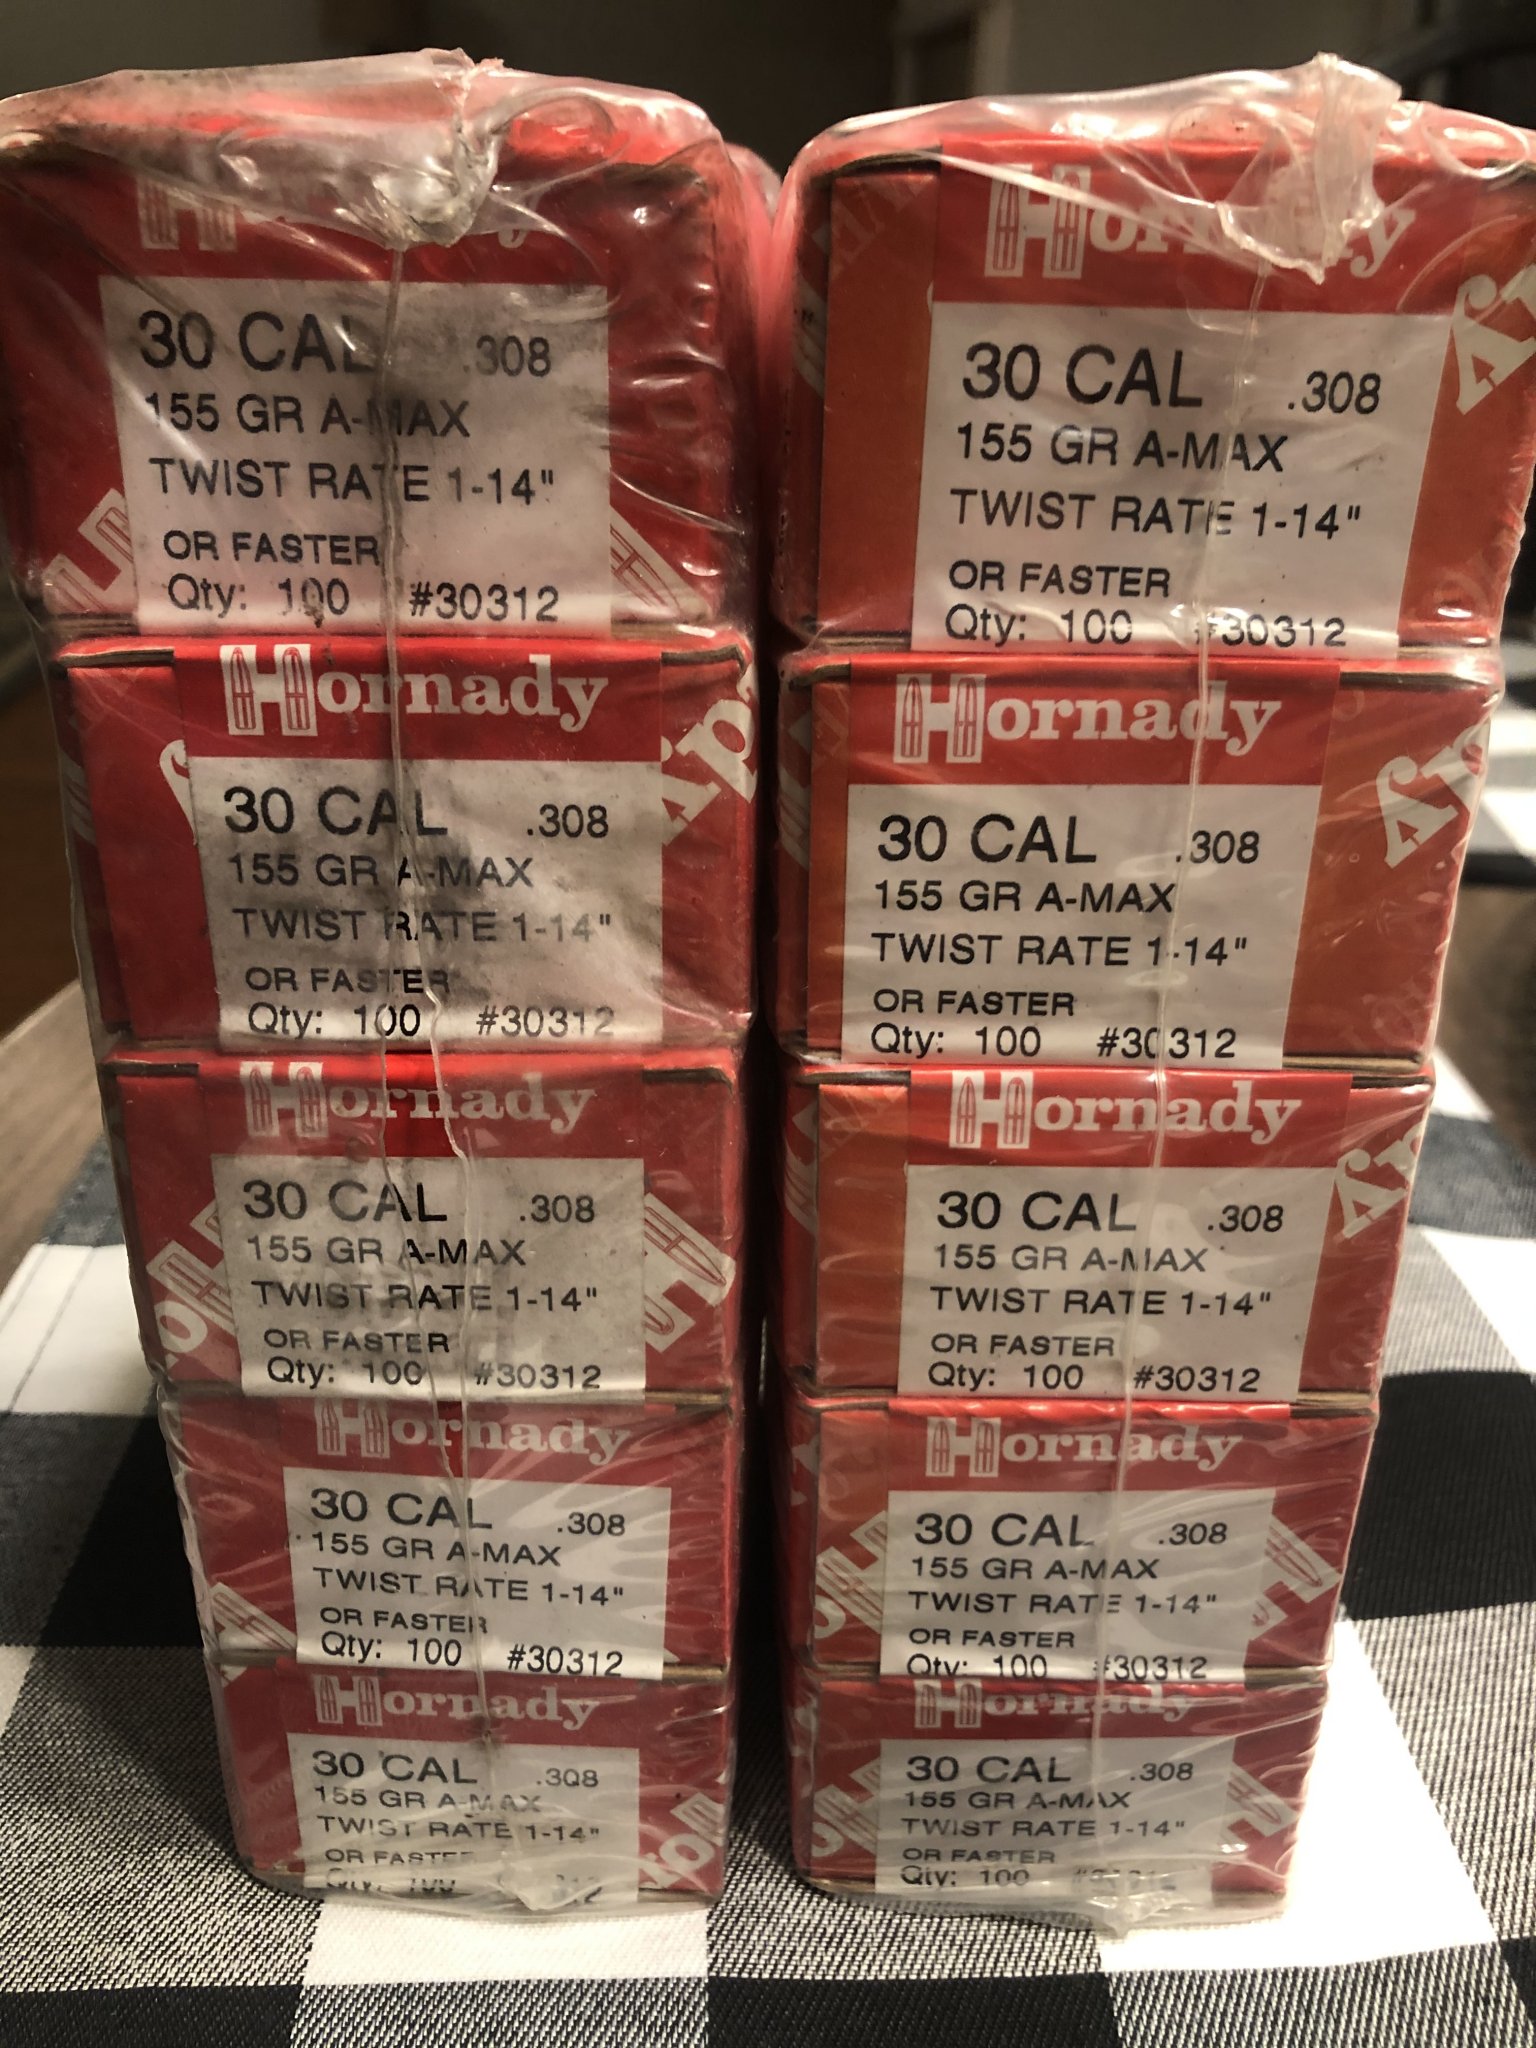 Hornady
30 CAL .308
155 GR A-MAX
TWIST RATE 1-14"
OR FASTER
Qty: 100 #30312
Hornady
30 CAL .308
155 GR A-MAX
TWIST RATE 1-14"
OR FASTER
Qty: 100 #30312
Hornady
30 CAL .308
155 GR A-MAX
TWIST RATE 1-14"
OR FASTER
Qty: 100 #30312
Hornady
30 CAL .308
155 GR A-MAX
TWIST RATE 1-14"
OR FASTER
Qty: 100 #30312
Hornady
30 CAL .308
155 GR A-MAX
TWIST RATE 1-14"
OR FASTER
Qty: 100
Hornady
30 CAL .308
155 GR A-MAX
TWIST RATE 1-14"
OR FASTER
Qty: 100 #30312
Hornady
30 CAL .308
155 GR A-MAX
TWIST RATE 1-14"
OR FASTER
Qty: 100 #30312
Hornady
30 CAL .308
155 GR A-MAX
TWIST RATE 1-14"
OR FASTER
Qty: 100 #30312
Hornady
30 CAL .308
155 GR A-MAX
TWIST RATE 1-14"
OR FASTER
Qty: 100 #30312
Hornady
30 CAL .308
155 GR A-MAX
TWIST RATE 1-14"
OR FASTER
Qty: 100